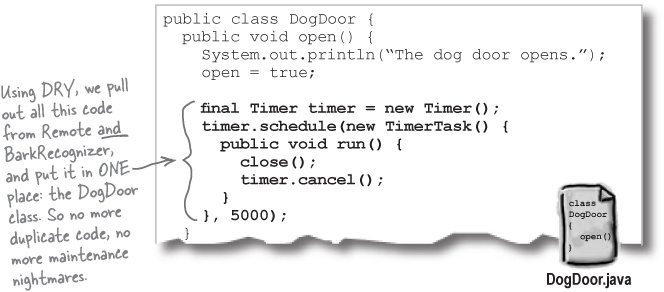 public class DogDoor {
public void open() {
System.out.println(“The dog door opens.”);
open = true;
final Timer timer = new Timer();
timer.schedule(new TimerTask() {
public void run() {
close();
timer.cancel();
}
}, 5000);
}
Using DRY, we pull
out all this code
from Remote and
BarkRecognizer,
and put it in ONE
place: the DogDoor
class. So no more
duplicate code, no
more maintenance
nightmares.
class
DogDoor
{
open()
}
DogDoor.java